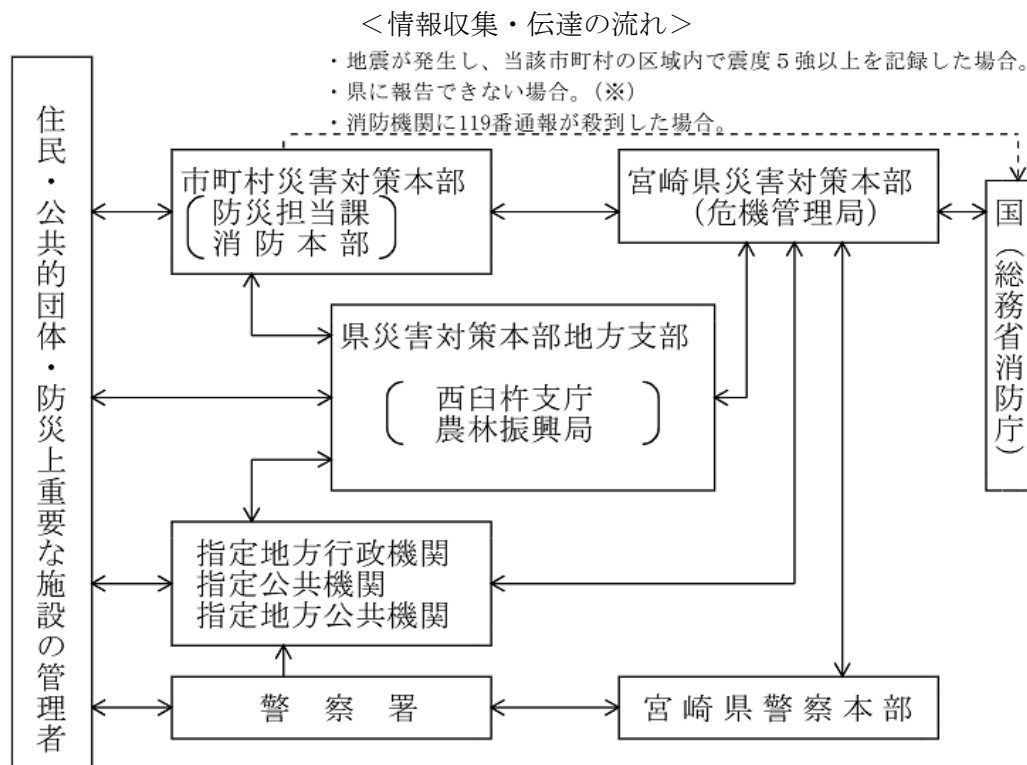 <情報収集・伝達の流れ>
・地震が発生し、当該市町村の区域内で震度５強以上を記録した場合。
・県に報告できない場合。(※)
・消防機関に119番通報が殺到した場合。
住民・公共的団体・防災上重要な施設の管理者
市町村災害対策本部
防災担当課
消防本部
宮崎県災害対策本部
(危機管理局)
国(総務省消防庁)
県災害対策本部地方支部
西臼杵支庁
農林振興局
指定地方行政機関
指定公共機関
指定地方公共機関
警察署
宮崎県警察本部